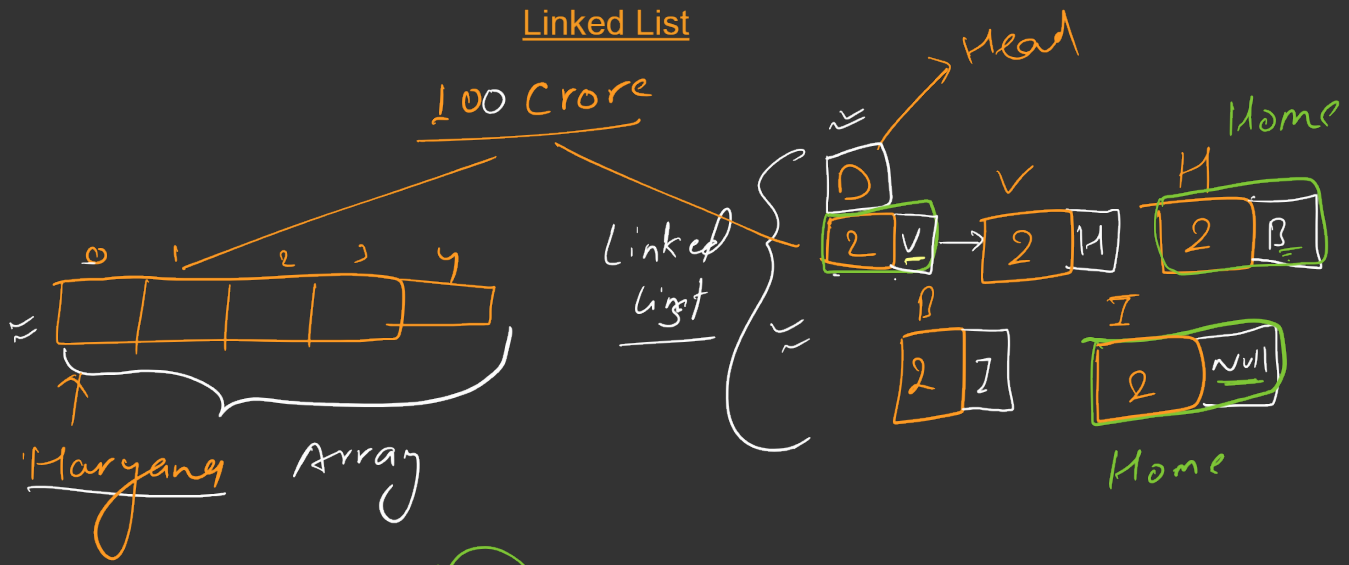 Linked List
Head
100 Crore
Home
D
V
H
2 V
2 H
2 B
0 1 2 3 4
Linked
List
B
I
2 I
2 Null
Haryana
Array
Home